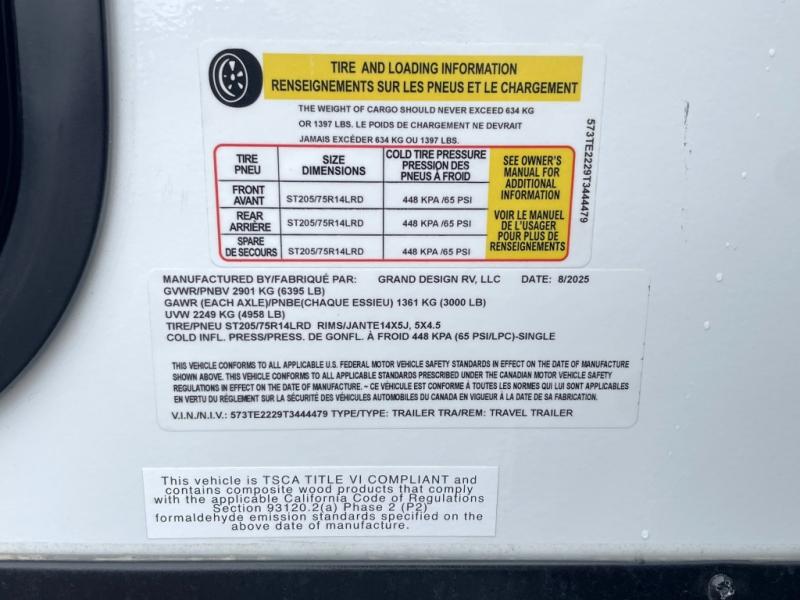 TIRE AND LOADING INFORMATION
RENSEIGNEMENTS SUR LES PNEUS ET LE CHARGEMENT
THE WEIGHT OF CARGO SHOULD NEVER EXCEED 634 KG
OR 1397 LBS. LE POIDS DE CHARGEMENT NE DEVRAIT
JAMAIS EXCÉDER 634 KG OU 1397 LBS.
TIRE
PNEU
SIZE
DIMENSIONS
COLD TIRE PRESSURE
PRESSION DES
PNEUS À FROID
FRONT
AVANT
ST205/75R14LRD
448 KPA /65 PSI
REAR
ARRIÈRE
ST205/75R14LRD
448 KPA /65 PSI
SPARE
DE SECOURS
ST205/75R14LRD
448 KPA /65 PSI
SEE OWNER'S
MANUAL FOR
ADDITIONAL
INFORMATION
VOIR LE MANUEL
DE L'USAGER
POUR PLUS DE
RENSEIGNEMENTS
573TE2229T3444479
MANUFACTURED BY/FABRIQUÉ PAR: GRAND DESIGN RV, LLC DATE: 8/2025
GVWR/PNBV 2901 KG (6395 LB)
GAWR (EACH AXLE)/PNBE(CHAQUE ESSIEU) 1361 KG (3000 LB)
UVW 2249 KG (4958 LB)
TIRE/PNEU ST205/75R14LRD RIMS/JANTE14X5J, 5X4.5
COLD INFL. PRESS/PRESS. DE GONFL. À FROID 448 KPA (65 PSI/LPC)-SINGLE
THIS VEHICLE CONFORMS TO ALL APPLICABLE U.S. FEDERAL MOTOR VEHICLE SAFETY STANDARDS IN EFFECT ON THE DATE OF MANUFACTURE
SHOWN ABOVE. THIS VEHICLE CONFORMS TO ALL APPLICABLE STANDARDS PRESCRIBED UNDER THE CANADIAN MOTOR VEHICLE SAFETY
REGULATIONS IN EFFECT ON THE DATE OF MANUFACTURE. ~ CE VÉHICULE EST CONFORME À TOUTES LES NORMES QUI LUI SONT APPLICABLES
EN VERTU DU RÈGLEMENT SUR LA SÉCURITÉ DES VÉHICULES AUTOMOBILES DU CANADA EN VIGUEUR À LA DATE DE SA FABRICATION.
V.I.N./N.I.V.: 573TE2229T3444479 TYPE/TYPE: TRAILER TRA/REM: TRAVEL TRAILER
This vehicle is TSCA TITLE VI COMPLIANT and
contains composite wood products that comply
with the applicable California Code of Regulations
Section 93120.2(a) Phase 2 (P2)
formaldehyde emission standards specified on the
above date of manufacture.